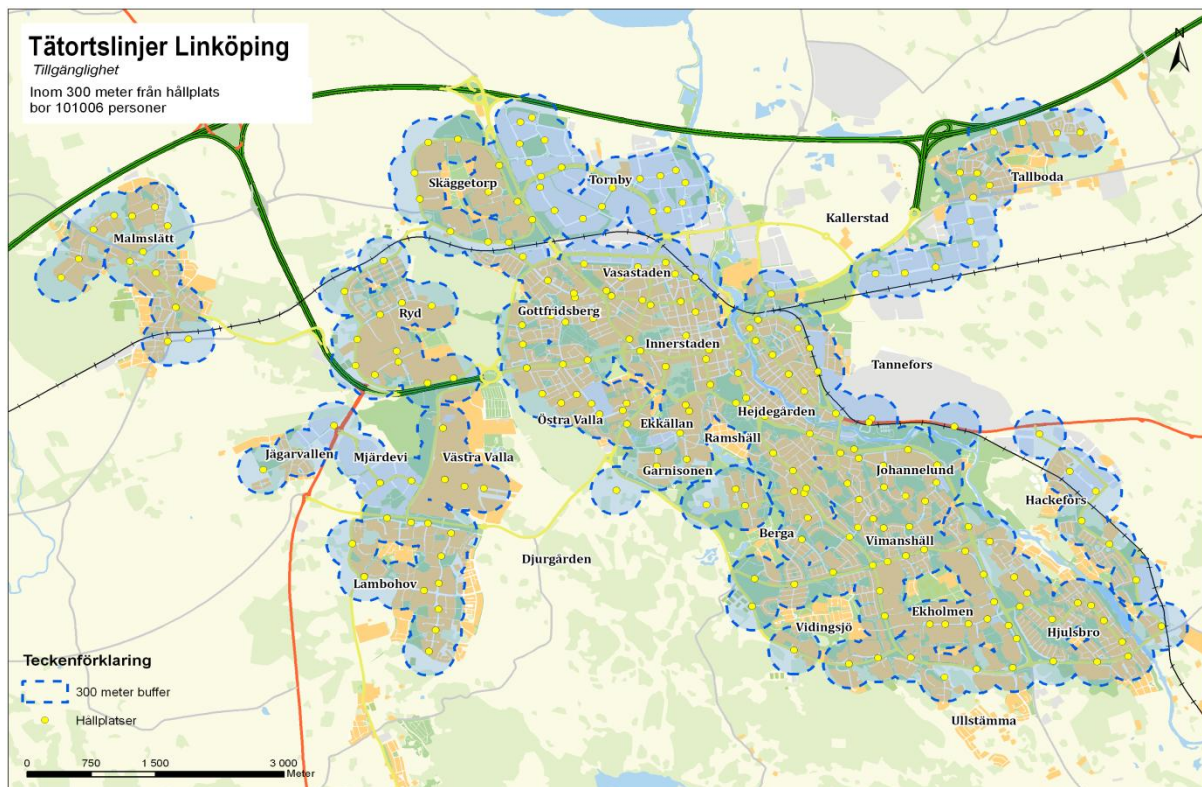 Tätortslinjer Linköping
Tillgänglighet
Inom 300 meter från hållplats
bor 101006 personer
N
Tallboda
Skäggetorp
Tornby
Kallerstad
Malmslätt
Vasastaden
Ryd
Gottfridsberg
Innerstaden
Tannefors
Hejdegården
Östra Valla
Ekkällan
Ramshäll
Jägarvallen
Mjärdevi
Västra Valla
Garnisonen
Johannelund
Hackefors
Berga
Vimanshäll
Djurgården
Lambohov
Ekholmen
Vidingsjö
Hjulsbro
Ullstämma
Teckenförklaring
300 meter buffer
Hållplatser
0 750 1 500 3 000
Meter